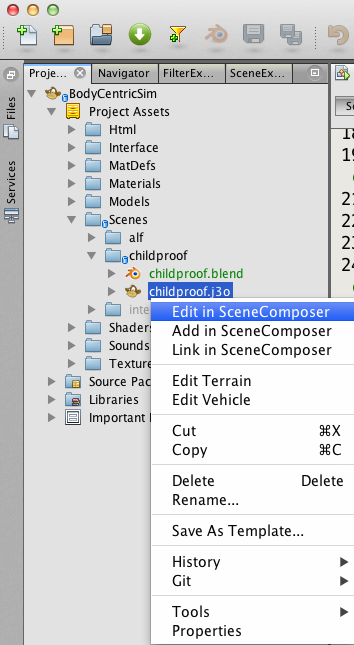 Proje...
Navigator
FilterEx...
SceneEx...
Files
Services
BodyCentricSim
Project Assets
Html
Interface
MatDefs
Materials
Models
Scenes
alf
childproof
childproof.blend
childproof.j3o
inte
Shaders
Sounds
Texture
Source Pac
Libraries
Important
Edit in SceneComposer
Add in SceneComposer
Link in SceneComposer
Edit Terrain
Edit Vehicle
Cut ⌘X
Copy ⌘C
Delete Delete
Rename...
Save As Template...
History
Git
Tools
Properties
19
20
21
22
23
24